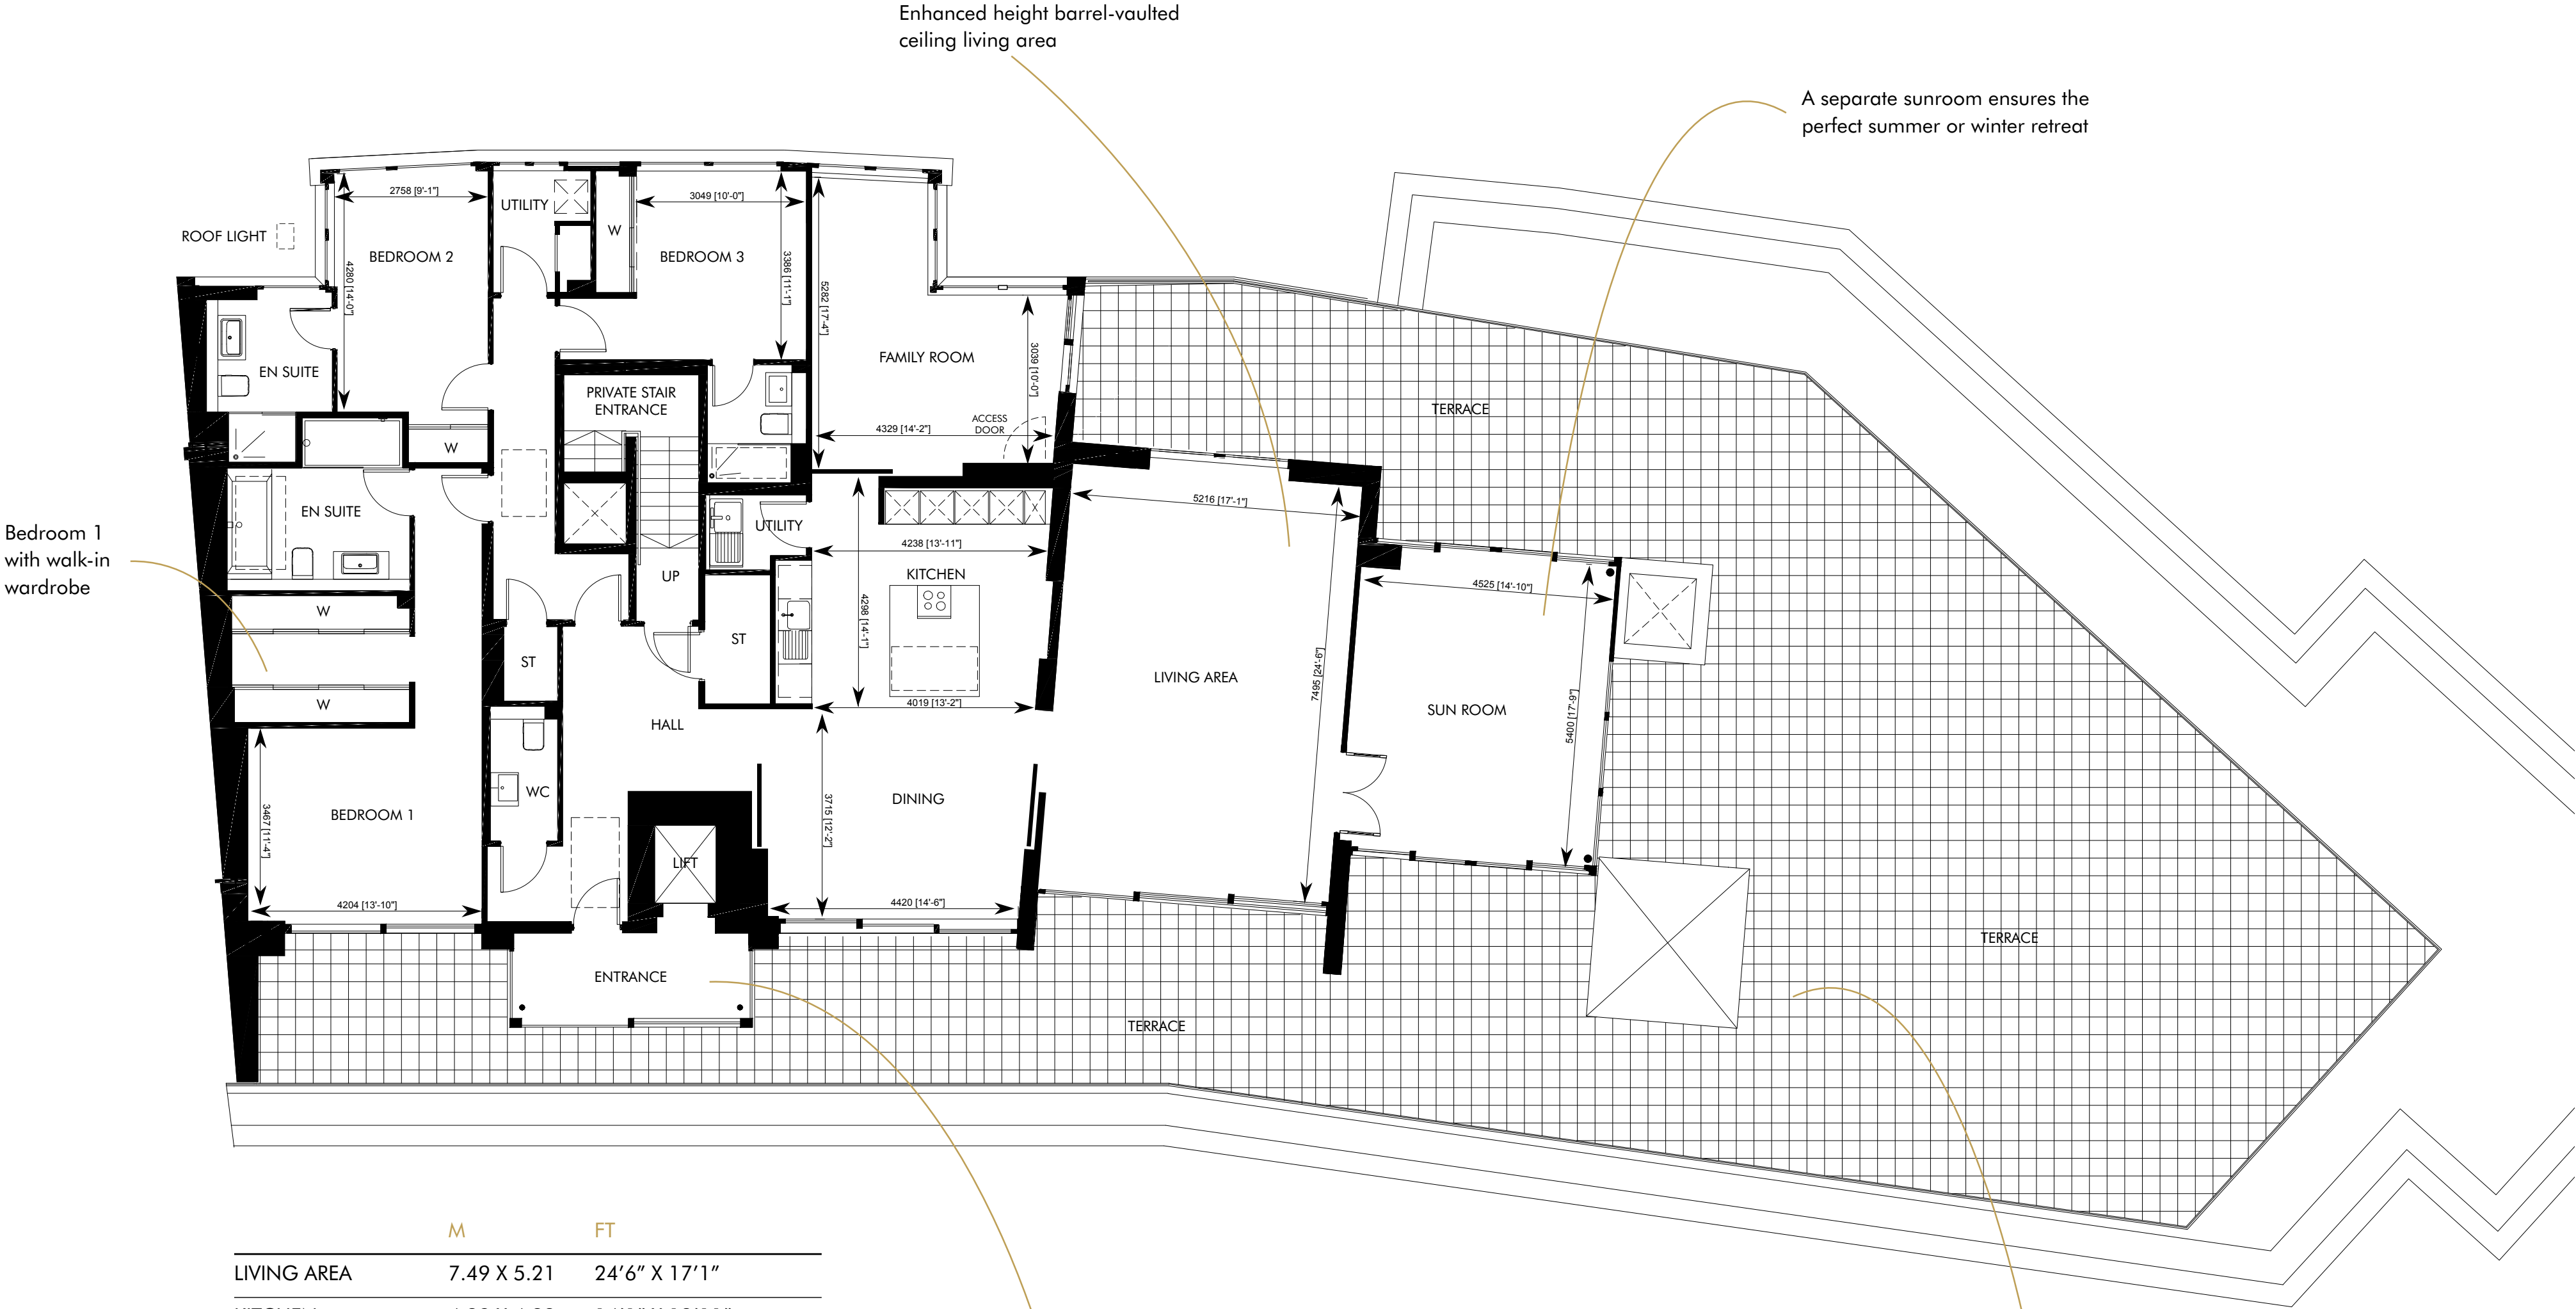 Enhanced height barrel-vaulted
ceiling living area
A separate sunroom ensures the
perfect summer or winter retreat
2758 [9'-1"]
UTILITY
3049 [10'-0"]
W
ROOF LIGHT
BEDROOM 2
BEDROOM 3
4280 [14'-0"]
3386 [11'-1"]
5282 [17'-4"]
FAMILY ROOM
3039 [10'-0"]
EN SUITE
PRIVATE STAIR
ENTRANCE
ACCESS
DOOR
4329 [14'-2"]
TERRACE
W
5216 [17'-1"]
EN SUITE
UTILITY
4238 [13'-11"]
KITCHEN
UP
4525 [14'-10"]
Bedroom 1
with walk-in
wardrobe
W
4298 [14'-1"]
ST
ST
LIVING AREA
7495 [24'-6"]
W
4019 [13'-2"]
SUN ROOM
5400 [17'-9"]
HALL
WC
DINING
3715 [12'-2"]
BEDROOM 1
3467 [11'-4"]
LIFT
4204 [13'-10"]
4420 [14'-6"]
TERRACE
ENTRANCE
TERRACE
M FT
LIVING AREA 7.49 X 5.21 24'6" X 17'1"